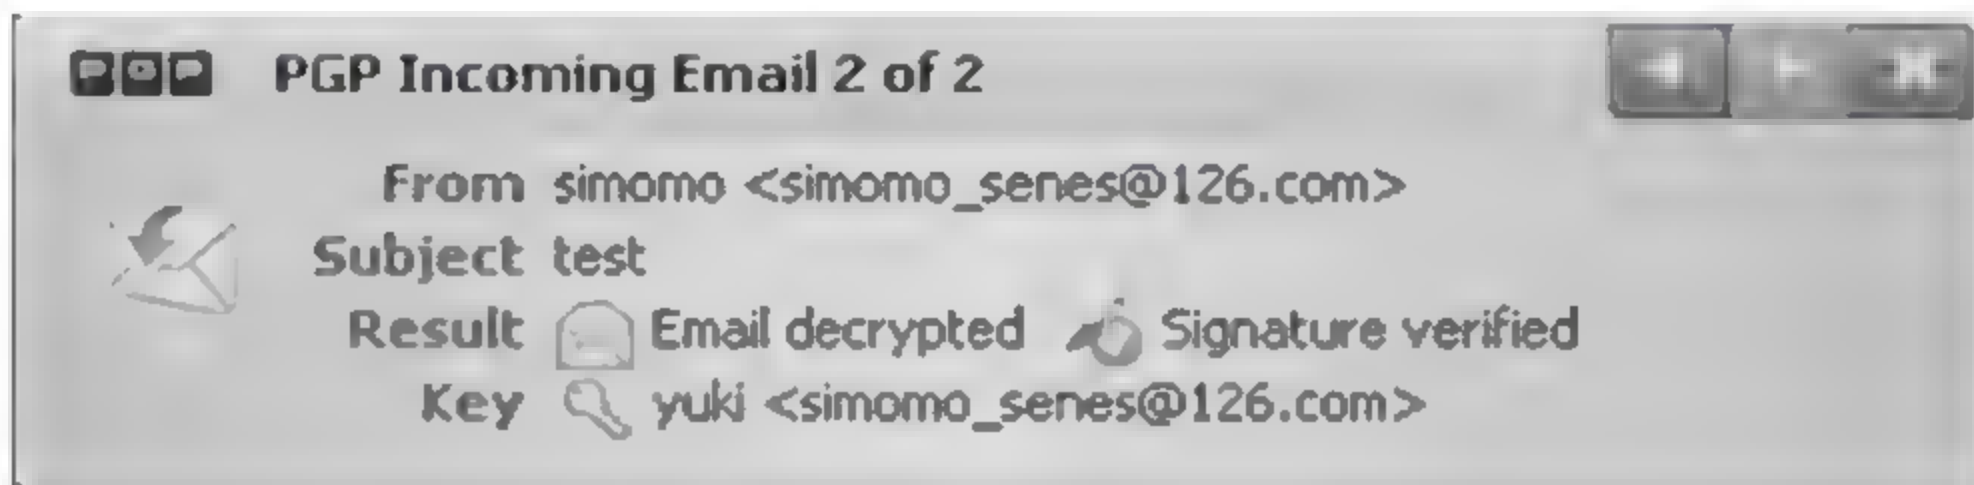 PGP Incoming Email 2 of 2
From simomo <simomo_senes@126.com>
Subject test
Result Email decrypted Signature verified
Key yuki <simomo_senes@126.com>